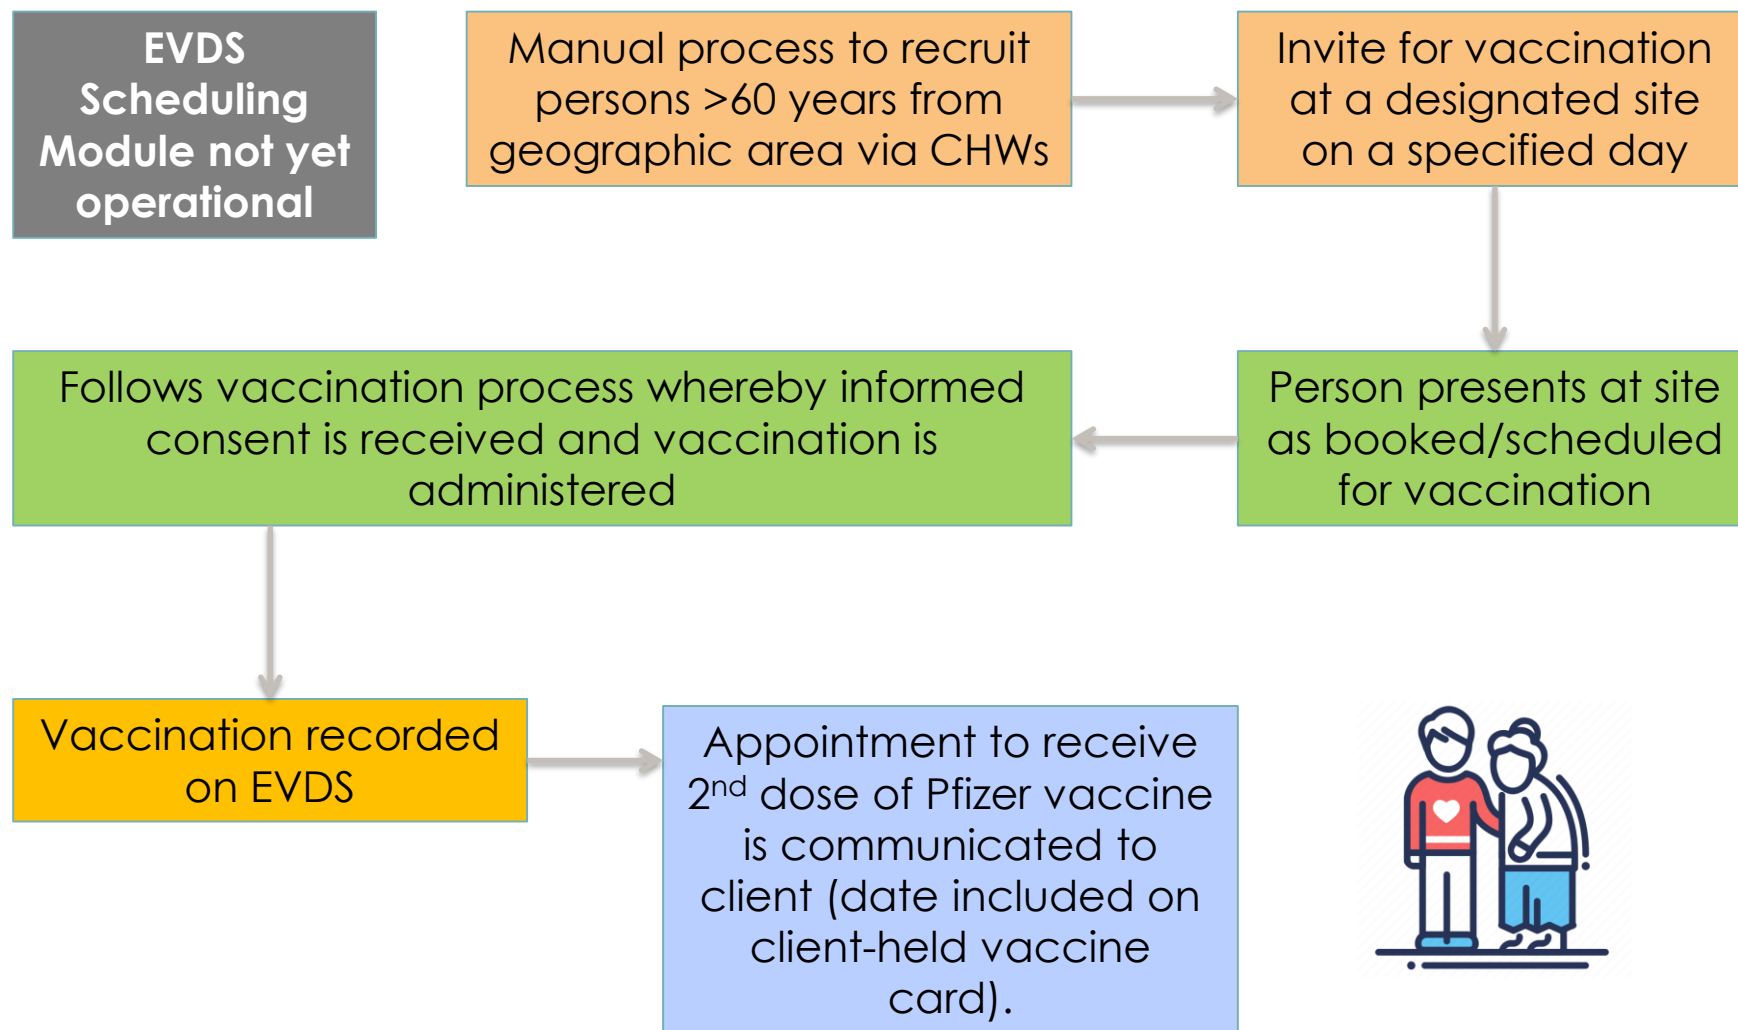 EVDS
Scheduling
Module not yet
operational
Manual process to recruit
persons >60 years from
geographic area via CHWs
Invite for vaccination
at a designated site
on a specified day
Person presents at site
as booked/scheduled
for vaccination
Follows vaccination process whereby informed
consent is received and vaccination is
administered
Vaccination recorded
on EVDS
Appointment to receive
2nd dose of Pfizer vaccine
is communicated to
client (date included on
client-held vaccine
card).